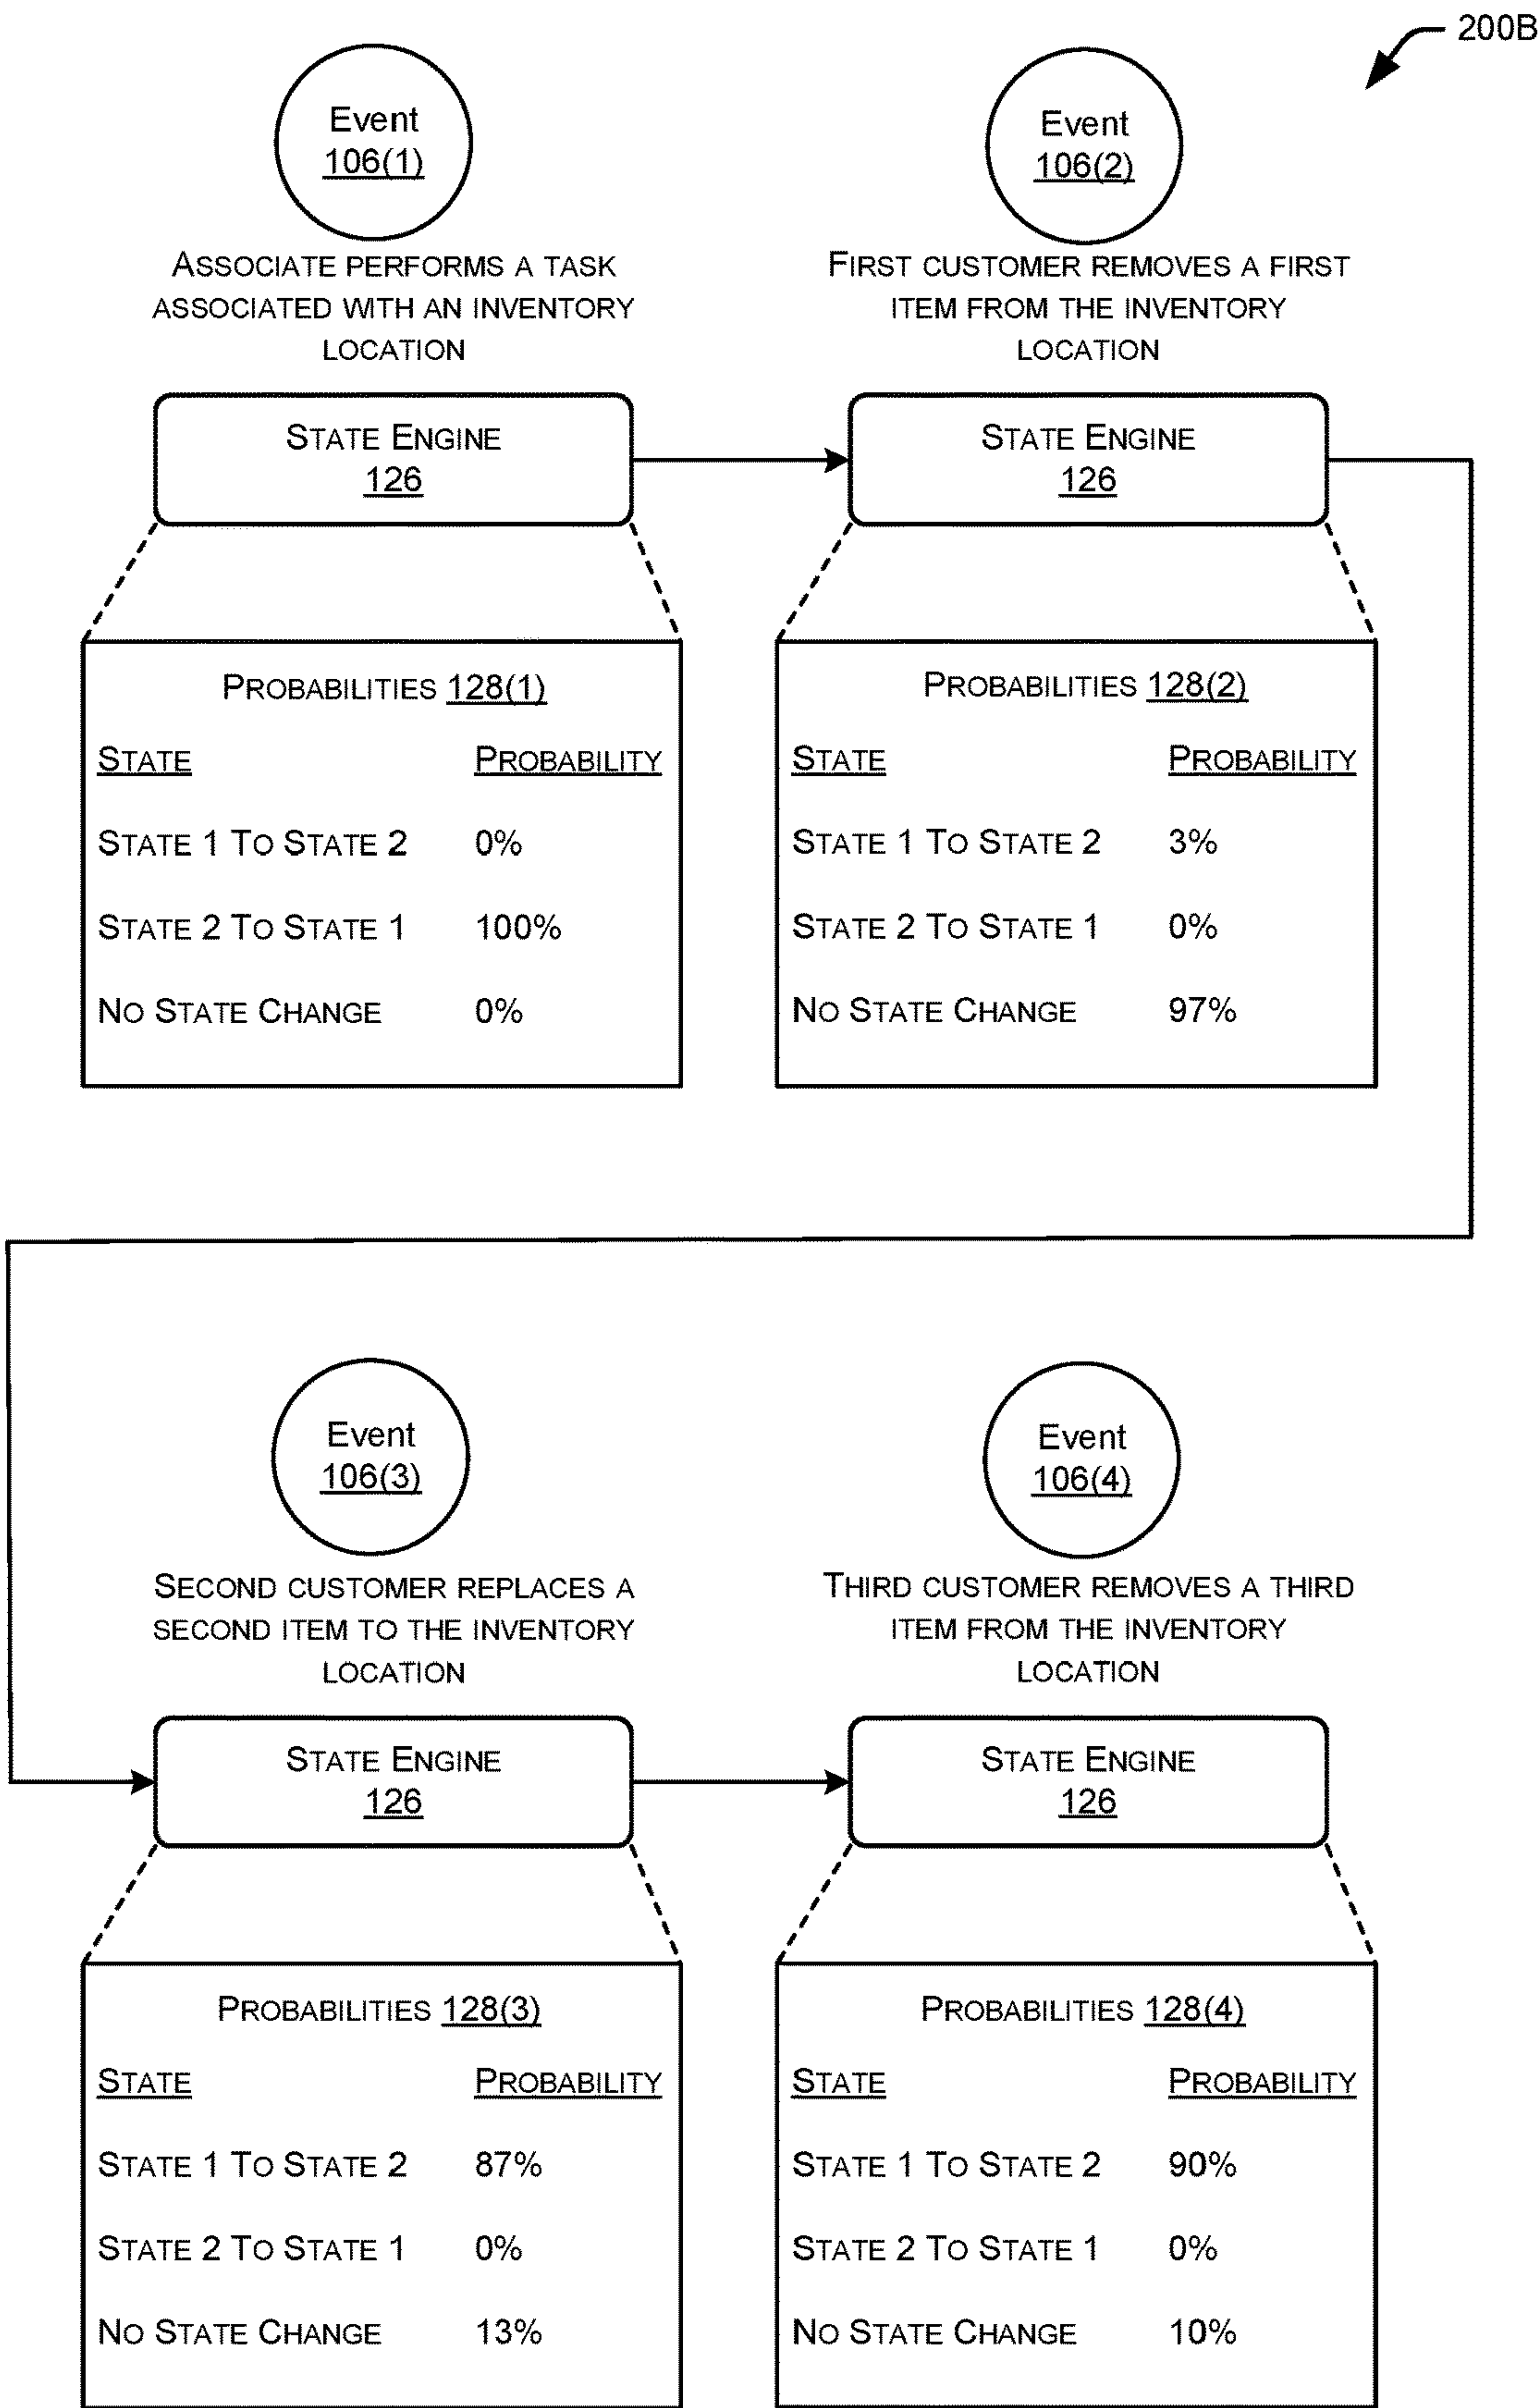 200B
Event
106(1)
ASSOCIATE PERFORMS A TASK
ASSOCIATED WITH AN INVENTORY
LOCATION
STATE ENGINE
126
PROBABILITIES 128(1)
STATE PROBABILITY
STATE 1 TO STATE 2 0%
STATE 2 TO STATE 1 100%
NO STATE CHANGE 0%
Event
106(2)
FIRST CUSTOMER REMOVES A FIRST
ITEM FROM THE INVENTORY
LOCATION
STATE ENGINE
126
PROBABILITIES 128(2)
STATE PROBABILITY
STATE 1 TO STATE 2 3%
STATE 2 TO STATE 1 0%
NO STATE CHANGE 97%
Event
106(3)
SECOND CUSTOMER REPLACES A
SECOND ITEM TO THE INVENTORY
LOCATION
STATE ENGINE
126
PROBABILITIES 128(3)
STATE PROBABILITY
STATE 1 TO STATE 2 87%
STATE 2 TO STATE 1 0%
NO STATE CHANGE 13%
Event
106(4)
THIRD CUSTOMER REMOVES A THIRD
ITEM FROM THE INVENTORY
LOCATION
STATE ENGINE
126
PROBABILITIES 128(4)
STATE PROBABILITY
STATE 1 TO STATE 2 90%
STATE 2 TO STATE 1 0%
NO STATE CHANGE 10%